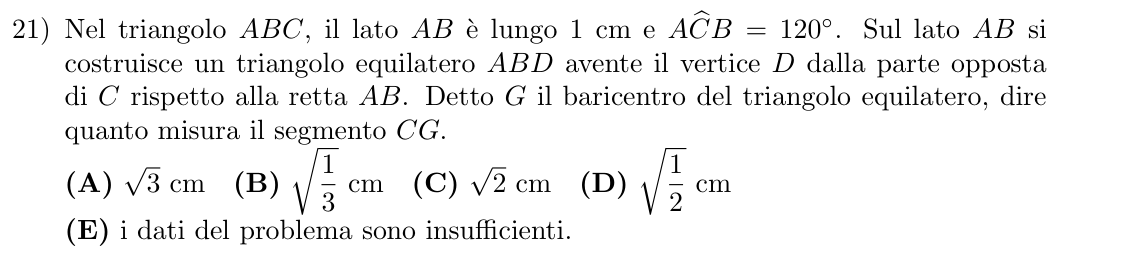 21) Nel triangolo ABC, il lato AB è lungo 1 cm e AĈB = 120°. Sul lato AB si
costruisce un triangolo equilatero ABD avente il vertice D dalla parte opposta
di C rispetto alla retta AB. Detto G il baricentro del triangolo equilatero, dire
quanto misura il segmento CG.
(A) √3 cm (B) √(1/3) cm (C) √2 cm (D) √(1/2) cm
(E) i dati del problema sono insufficienti.